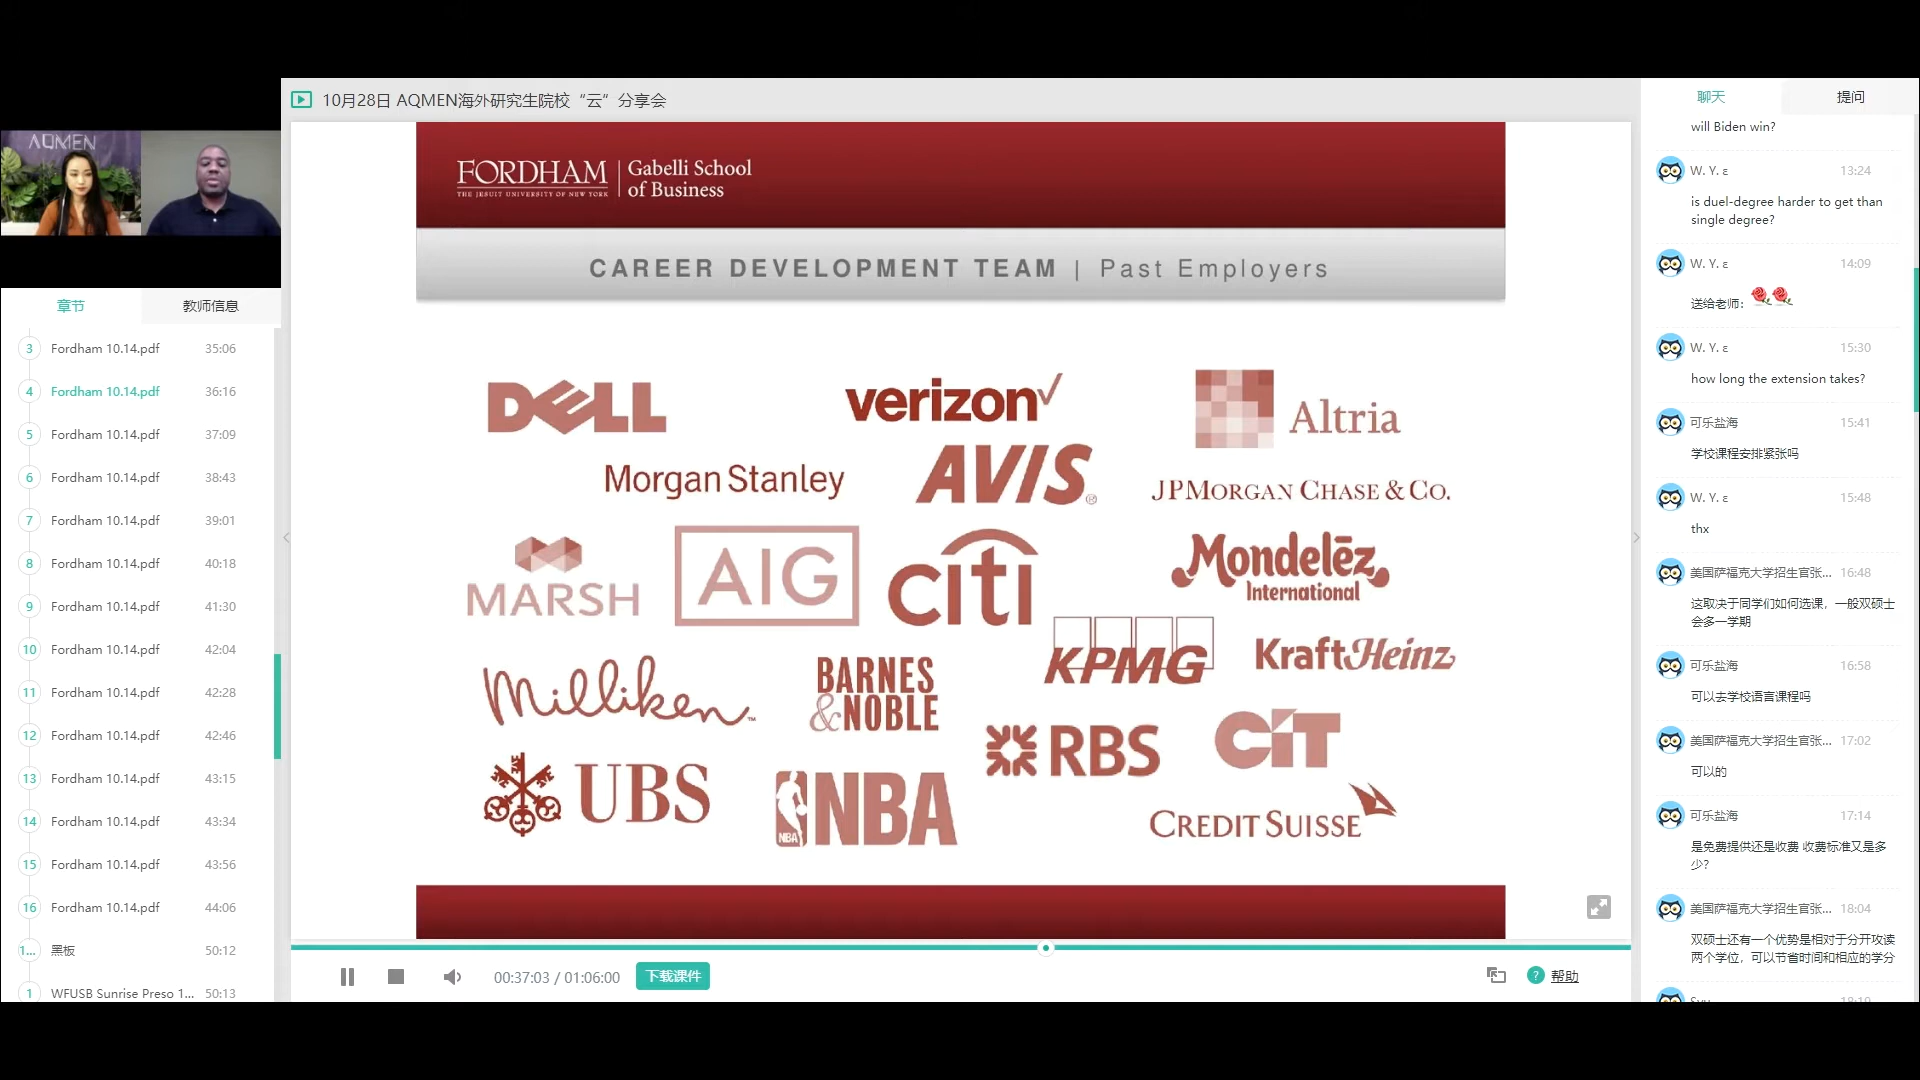 10月28日 AQMEN海外研究生院校“云”分享会
AQMEN
章节
教师信息
3 Fordham 10.14.pdf 35:06
4 Fordham 10.14.pdf 36:16
5 Fordham 10.14.pdf 37:09
6 Fordham 10.14.pdf 38:43
7 Fordham 10.14.pdf 39:01
8 Fordham 10.14.pdf 40:18
9 Fordham 10.14.pdf 41:30
10 Fordham 10.14.pdf 42:04
11 Fordham 10.14.pdf 42:28
12 Fordham 10.14.pdf 42:46
13 Fordham 10.14.pdf 43:15
14 Fordham 10.14.pdf 43:34
15 Fordham 10.14.pdf 43:56
16 Fordham 10.14.pdf 44:06
1... 黑板 50:12
1 WFUSB Sunrise Preso 1... 50:13
FORDHAM
THE JESUIT UNIVERSITY OF NEW YORK
Gabelli School
of Business
CAREER DEVELOPMENT TEAM | Past Employers
DELL
verizon
Altria
Morgan Stanley
AVIS®
JPMORGAN CHASE & CO.
MARSH
AIG
citi
Mondelēz
International
KPMG
KraftHeinz
Milliken™
BARNES
&NOBLE
RBS
CIT
UBS
NBA
NBA
CREDIT SUISSE
00:37:03 / 01:06:00
下载课件
? 帮助
聊天
提问
will Biden win?
W. Y. ε 13:24
is duel-degree harder to get than
single degree?
W. Y. ε 14:09
送给老师:
W. Y. ε 15:30
how long the extension takes?
可乐盐海 15:41
学校课程安排紧张吗
W. Y. ε 15:48
thx
美国萨福克大学招生官张... 16:48
这取决于同学们如何选课，一般双硕士
会多一学期
可乐盐海 16:58
可以去学校语言课程吗
美国萨福克大学招生官张... 17:02
可以的
可乐盐海 17:14
是免费提供还是收费 收费标准又是多
少?
美国萨福克大学招生官张... 18:04
双硕士还有一个优势是相对于分开攻读
两个学位，可以节省时间和相应的学分